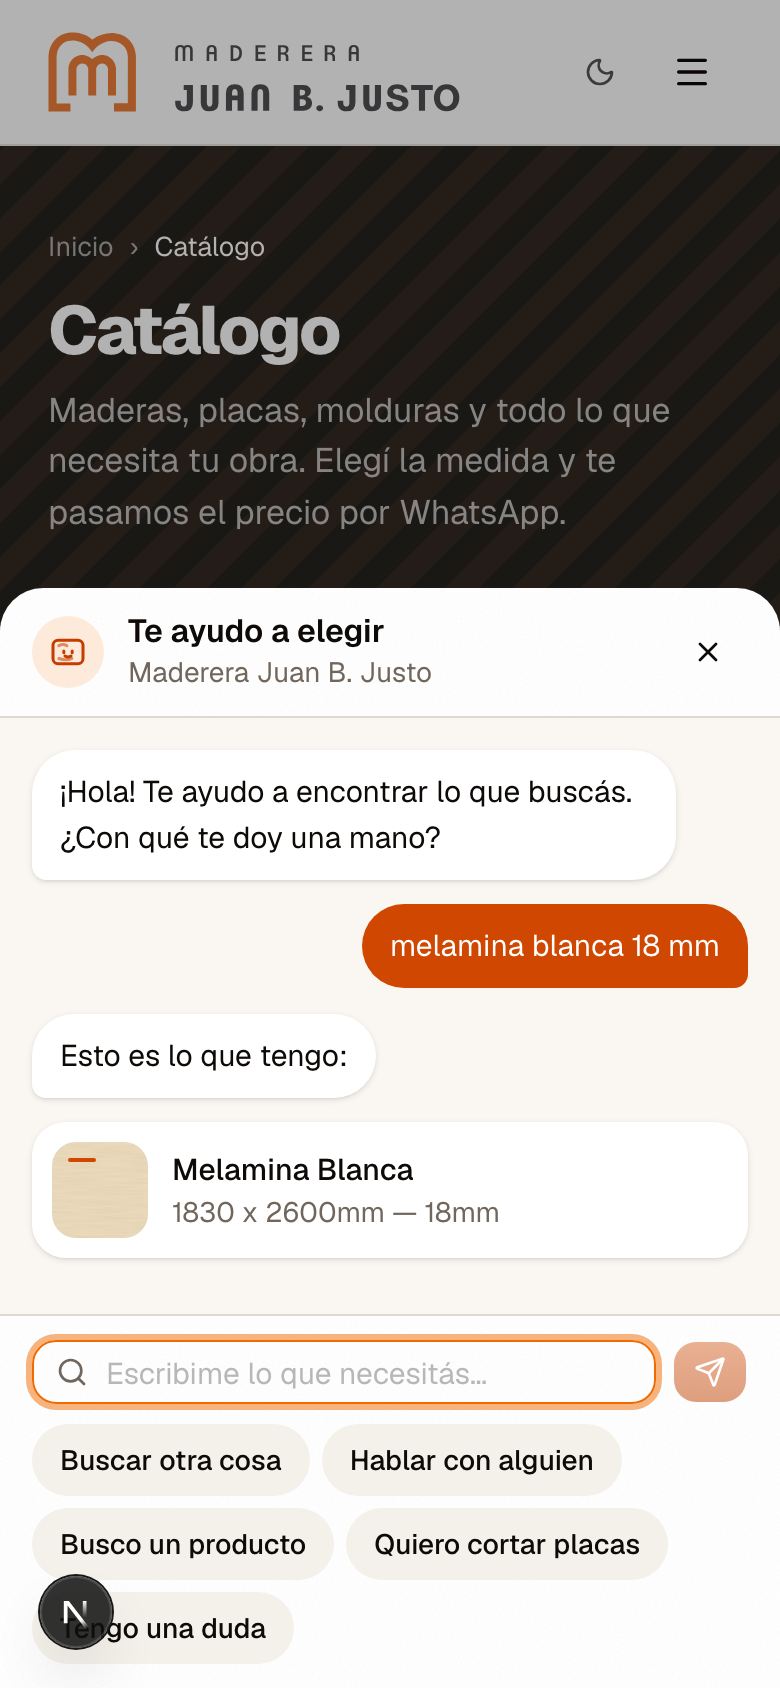 MADERERA
JUAN B. JUSTO
Inicio › Catálogo
Catálogo
Maderas, placas, molduras y todo lo que
necesita tu obra. Elegí la medida y te
pasamos el precio por WhatsApp.
Te ayudo a elegir
Maderera Juan B. Justo
¡Hola! Te ayudo a encontrar lo que buscás.
¿Con qué te doy una mano?
melamina blanca 18 mm
Esto es lo que tengo:
Melamina Blanca
1830 x 2600mm — 18mm
Escribime lo que necesitás...
Buscar otra cosa
Hablar con alguien
Busco un producto
Quiero cortar placas
N
Tengo una duda